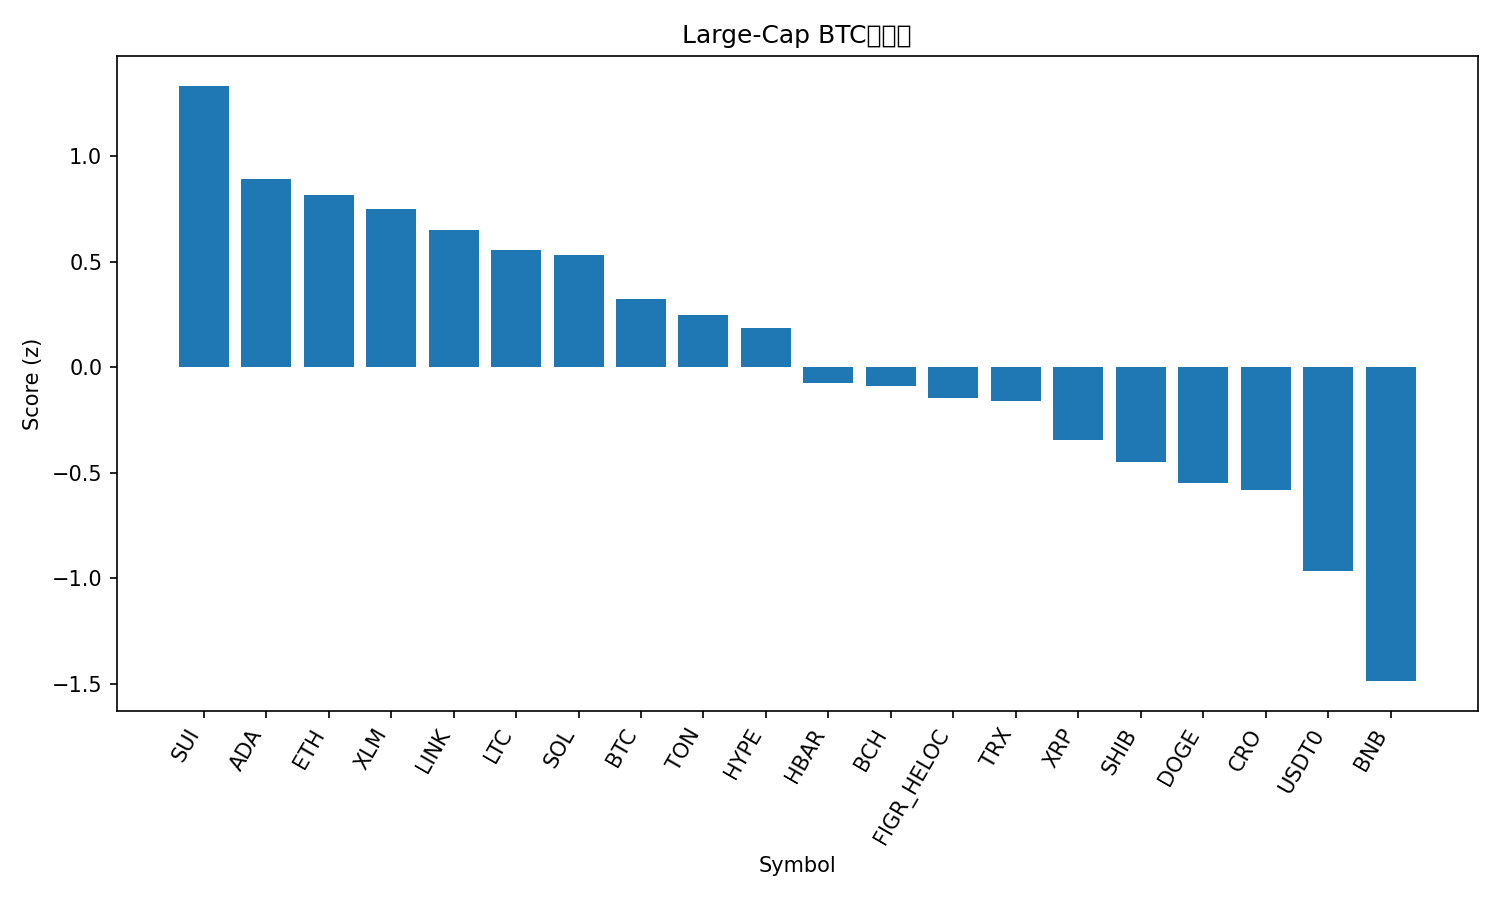 Large-Cap BTC
Score (z)
1.0
0.5
0.0
−0.5
−1.0
−1.5
SUI
ADA
ETH
XLM
LINK
LTC
SOL
BTC
TON
HYPE
HBAR
BCH
FIGR_HELOC
TRX
XRP
SHIB
DOGE
CRO
USDT0
BNB
Symbol